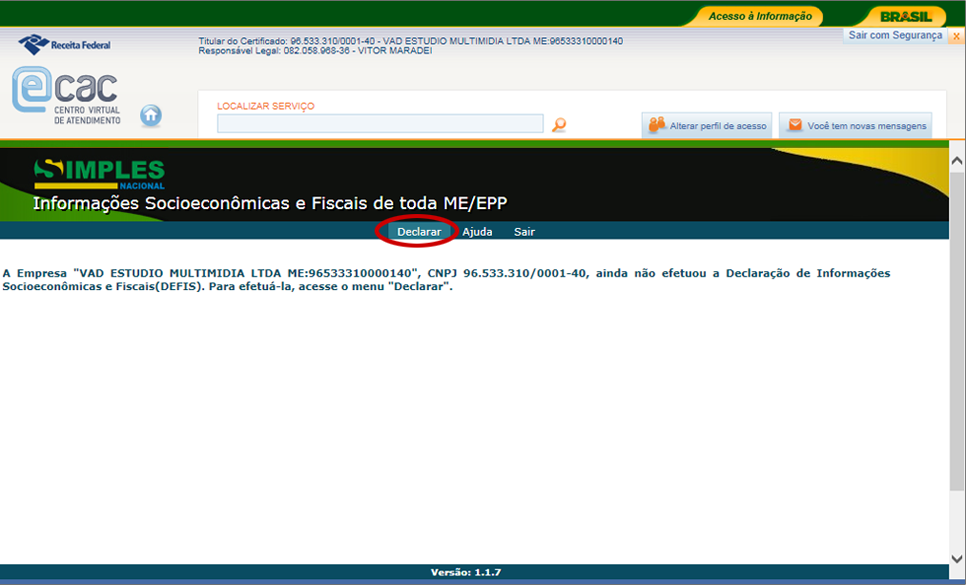 Acesso à Informação
BRASIL
Receita Federal
Titular do Certificado: 96.533.310/0001-40 - VAD ESTUDIO MULTIMIDIA LTDA ME:96533310000140
Responsável Legal: 082.058.968-36 - VITOR MARADEI
Sair com Segurança x
ecac
CENTRO VIRTUAL
DE ATENDIMENTO
LOCALIZAR SERVIÇO
Alterar perfil de acesso
Você tem novas mensagens
SIMPLES
NACIONAL
Informações Socioeconômicas e Fiscais de toda ME/EPP
Declarar Ajuda Sair
A Empresa "VAD ESTUDIO MULTIMIDIA LTDA ME:96533310000140", CNPJ 96.533.310/0001-40, ainda não efetuou a Declaração de Informações
Socioeconômicas e Fiscais(DEFIS). Para efetuá-la, acesse o menu "Declarar".
Versão: 1.1.7